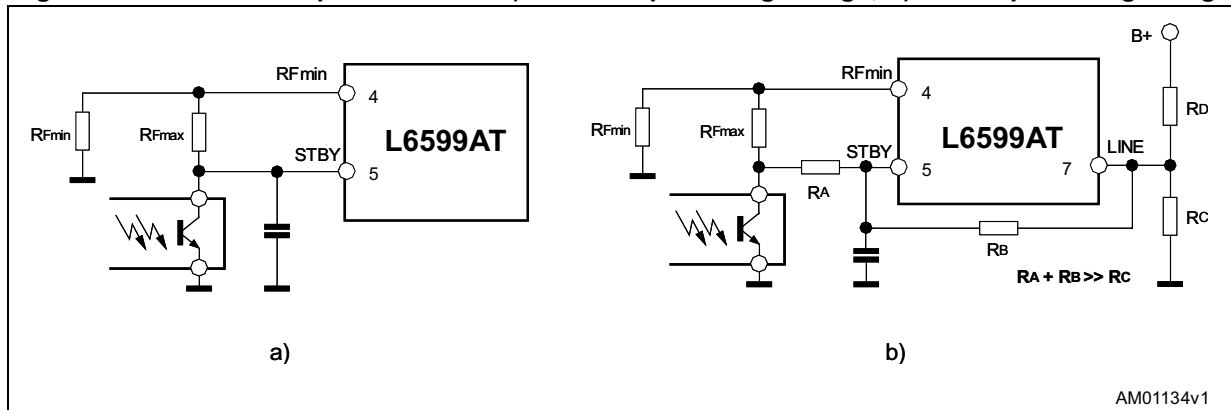 RFmin
4
RFmin
RFmax
STBY
5
L6599AT
a)
B+
RFmin
4
RFmin
RFmax
STBY
5
L6599AT
LINE
7
RD
RA
RC
RB
RA + RB >> RC
b)
AM01134v1